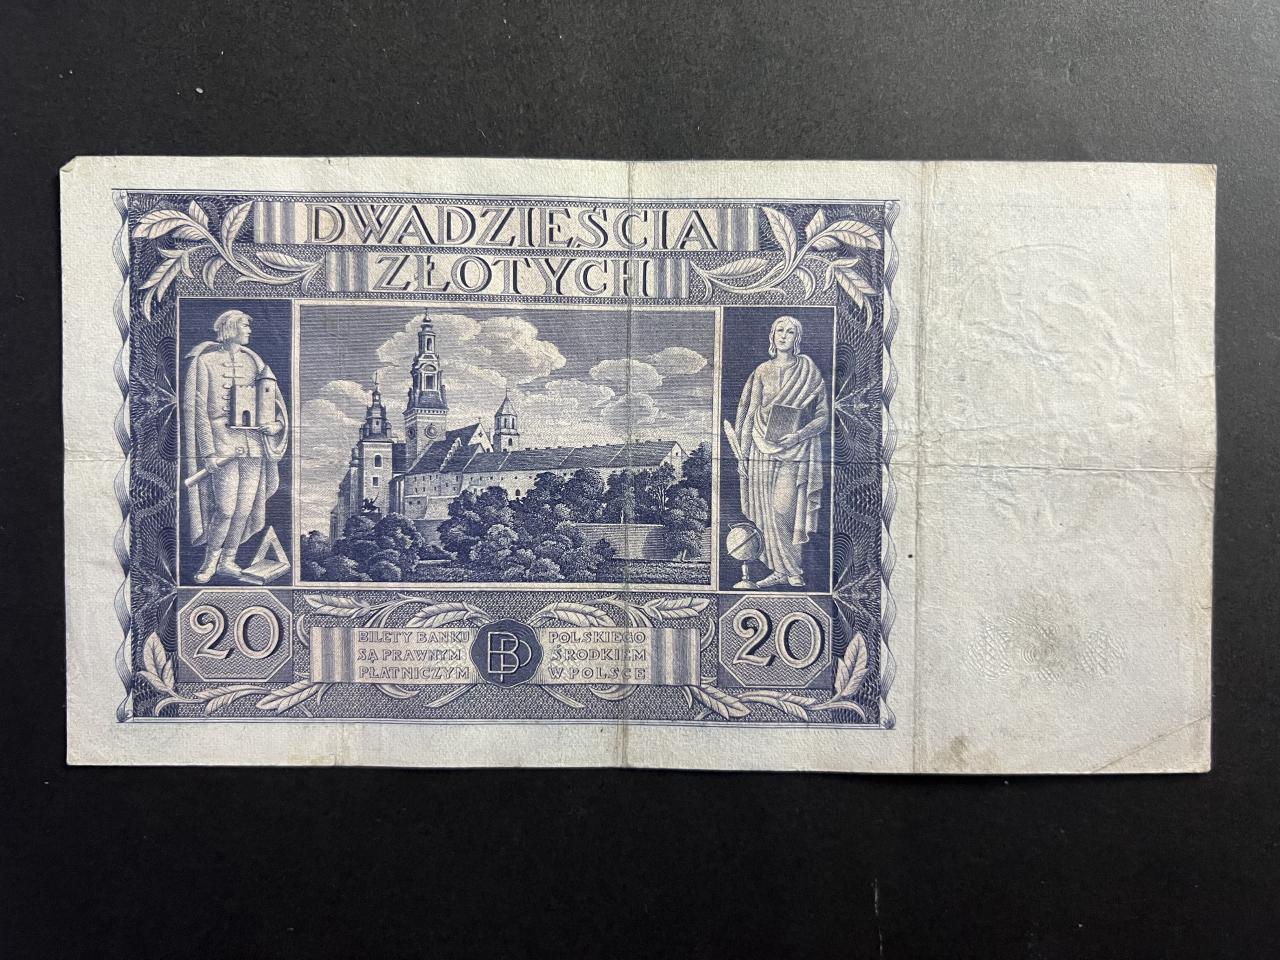 DWADZIEŚCIA
ZŁOTYCH
20
BILETY BANKU
SĄ PRAWNYM
PŁATNICZYM
BP
POLSKIEGO
ŚRODKIEM
W POLSCE
20